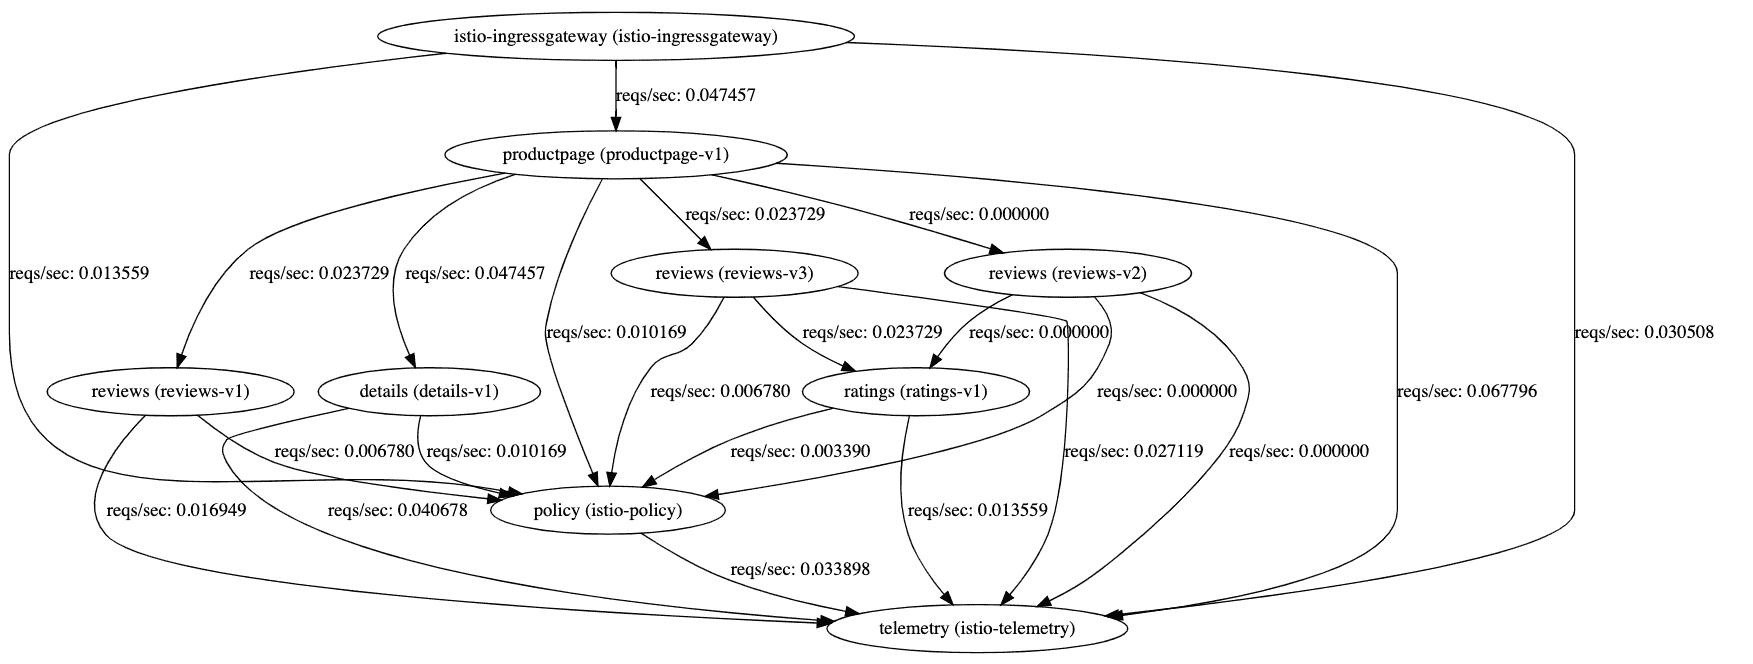 istio-ingressgateway (istio-ingressgateway)
reqs/sec: 0.047457
productpage (productpage-v1)
reqs/sec: 0.023729
reqs/sec: 0.000000
reqs/sec: 0.013559
reqs/sec: 0.023729
reqs/sec: 0.047457
reviews (reviews-v3)
reviews (reviews-v2)
reqs/sec: 0.010169
reqs/sec: 0.023729
reqs/sec: 0.000000
reqs/sec: 0.030508
reviews (reviews-v1)
details (details-v1)
reqs/sec: 0.006780
ratings (ratings-v1)
reqs/sec: 0.000000
reqs/sec: 0.067796
reqs/sec: 0.006780
reqs/sec: 0.010169
reqs/sec: 0.003390
reqs/sec: 0.027119
reqs/sec: 0.000000
reqs/sec: 0.016949
reqs/sec: 0.040678
policy (istio-policy)
reqs/sec: 0.013559
reqs/sec: 0.033898
telemetry (istio-telemetry)